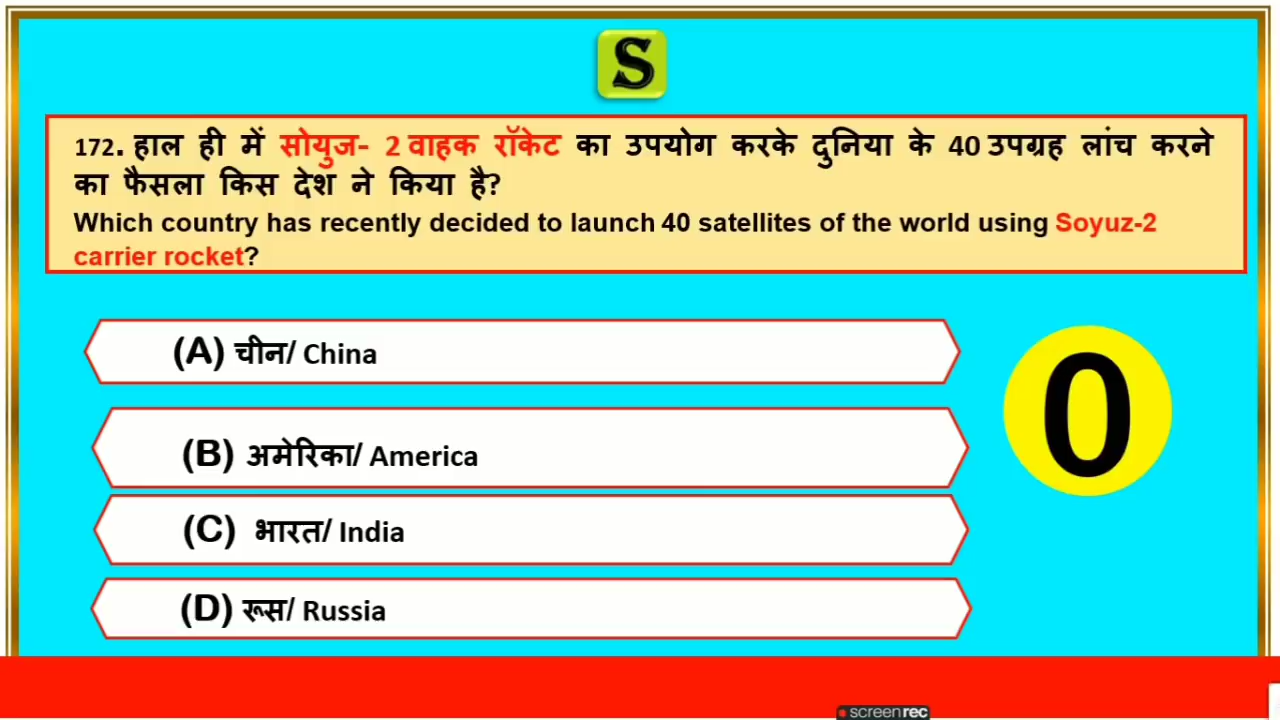 S
172. हाल ही में सोयुज- 2 वाहक रॉकेट का उपयोग करके दुनिया के 40 उपग्रह लांच करने
का फैसला किस देश ने किया है?
Which country has recently decided to launch 40 satellites of the world using Soyuz-2
carrier rocket?
(A) चीन/ China
0
(B) अमेरिका/ America
(C) भारत/ India
(D) रूस/ Russia
screenrec